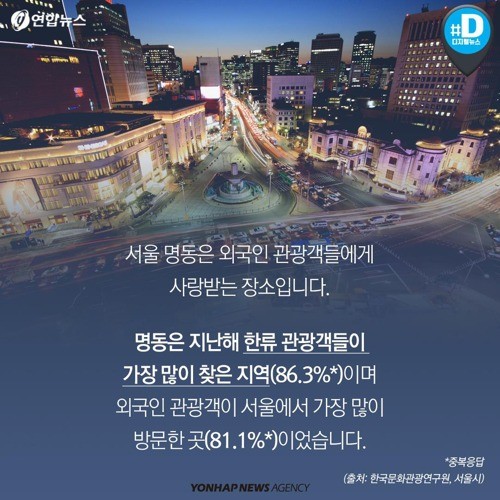 연합뉴스
#D
디지털뉴스
서울 명동은 외국인 관광객들에게
사랑받는 장소입니다.
명동은 지난해 한류 관광객들이
가장 많이 찾은 지역(86.3%*)이며
외국인 관광객이 서울에서 가장 많이
방문한 곳(81.1%*)이었습니다.
*중복응답
(출처: 한국문화관광연구원, 서울시)
YONHAP NEWS AGENCY